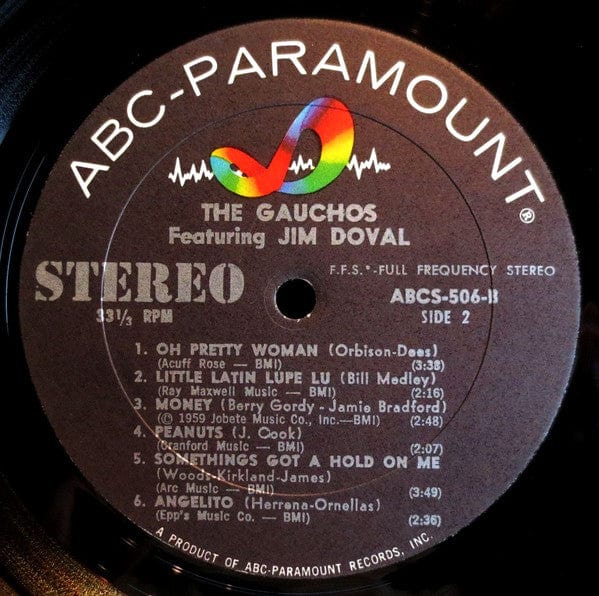 ABC-PARAMOUNT®
THE GAUCHOS
Featuring JIM DOVAL
STEREO
F.F.S.*-FULL FREQUENCY STEREO
33 1/3 RPM
ABCS-506-B
SIDE 2
1. OH PRETTY WOMAN (Orbison-Dees)
(Acuff Rose — BMI) (3:38)
2. LITTLE LATIN LUPE LU (Bill Medley)
(Ray Maxwell Music — BMI) (2:16)
3. MONEY (Berry Gordy - Jamie Bradford)
© 1959 Jobete Music Co., Inc.—BMI) (2:48)
4. PEANUTS (J. Cook)
(Cranford Music — BMI) (2:07)
5. SOMETHINGS GOT A HOLD ON ME
(Woods-Kirkland-James)
(Arc Music — BMI) (3:49)
6. ANGELITO (Herrena-Ornellas)
(Epp's Music Co. — BMI) (2:36)
A PRODUCT OF ABC-PARAMOUNT RECORDS, INC.